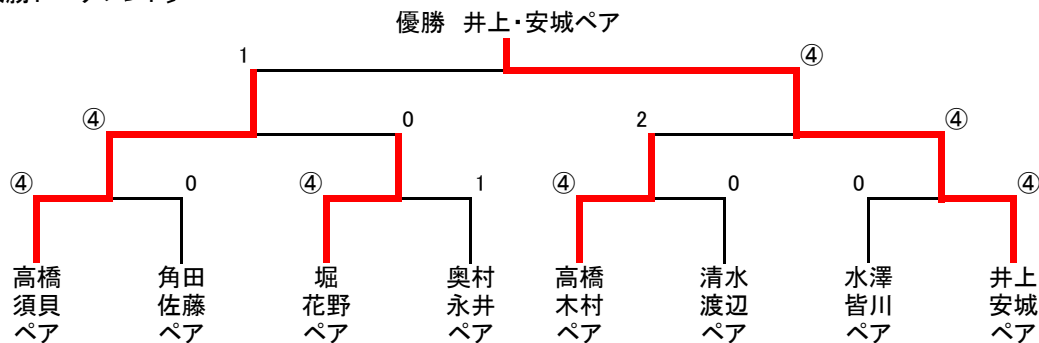 優勝 井上・安城ペア
1 ④
④ 0 2 ④
④ 0 ④ 1 ④ 0 0 ④
高橋 角田 堀 奥村 高橋 清水 水澤 井上
須貝 佐藤 花野 永井 木村 渡辺 皆川 安城
ペア ペア ペア ペア ペア ペア ペア ペア